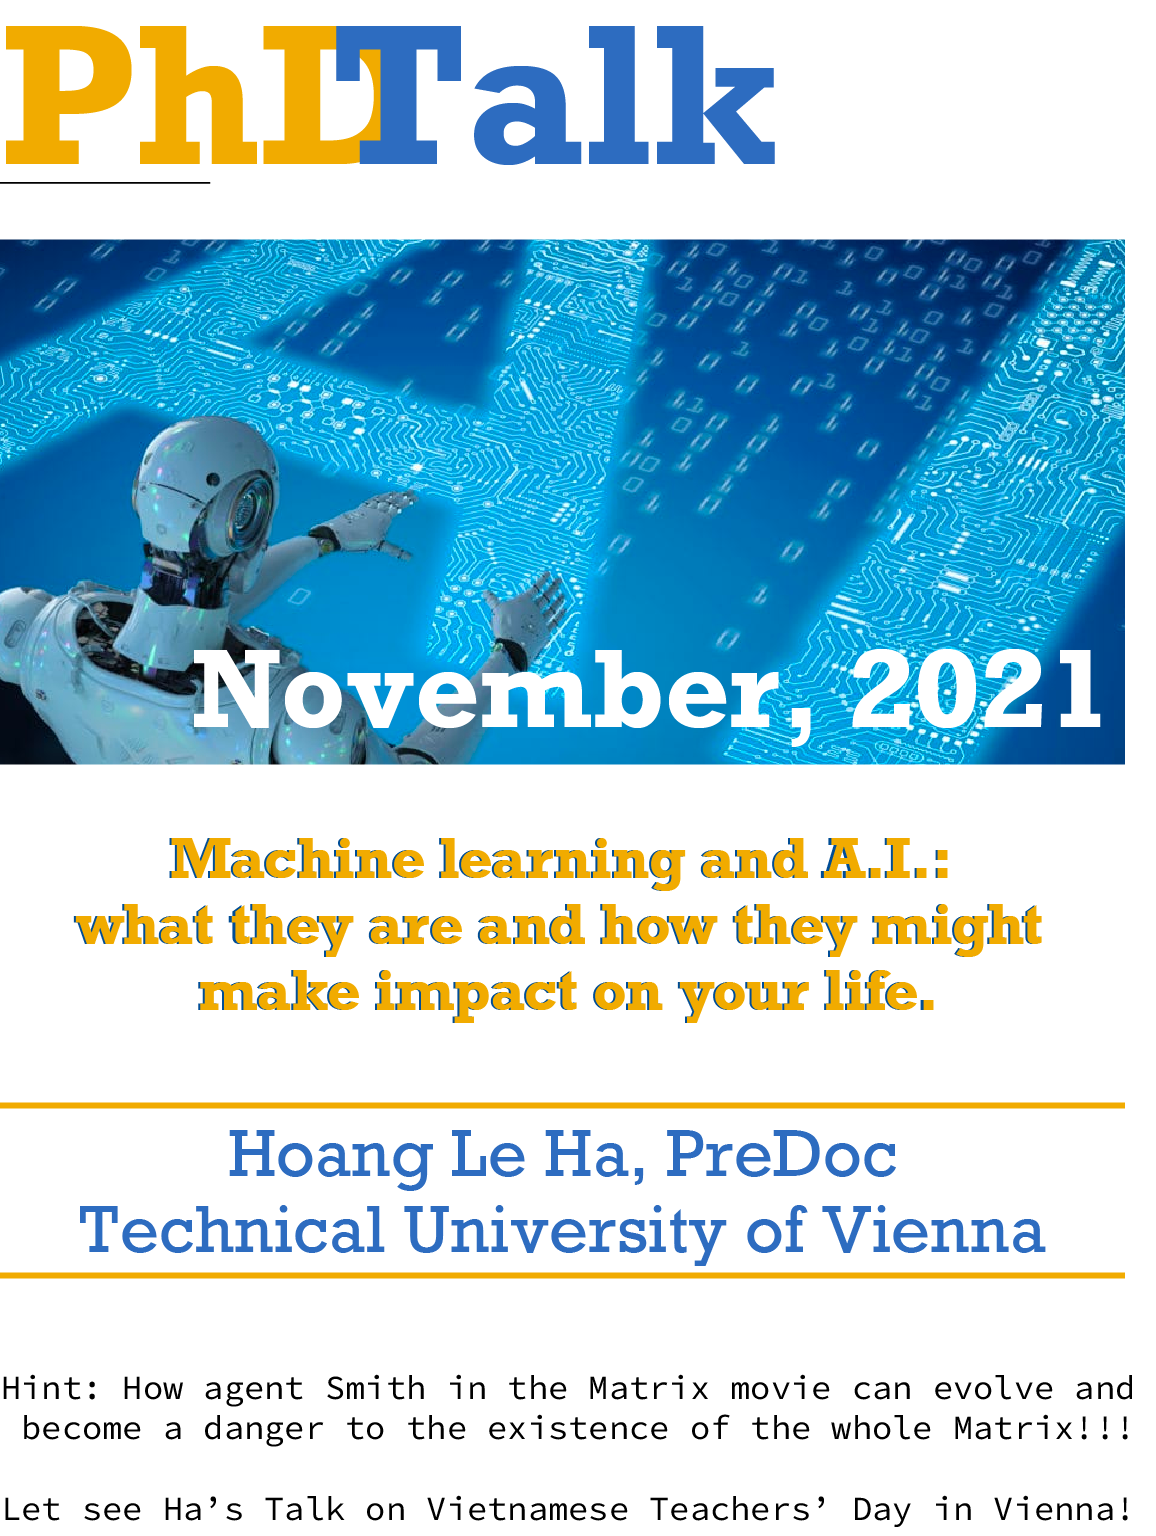 PhDTalk
November, 2021
Machine learning and A.I.:
what they are and how they might
make impact on your life.
Hoang Le Ha, PreDoc
Technical University of Vienna
Hint: How agent Smith in the Matrix movie can evolve and
become a danger to the existence of the whole Matrix!!!
Let see Ha’s Talk on Vietnamese Teachers’ Day in Vienna!